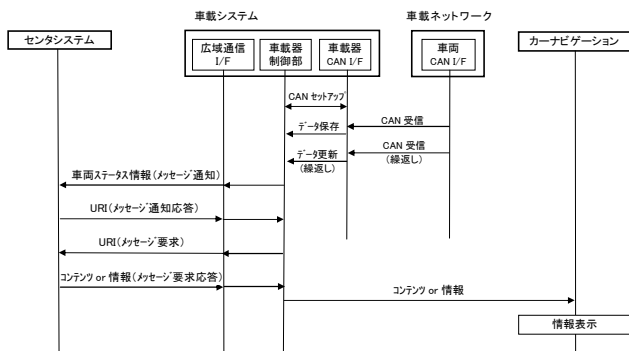 車載システム
車載ネットワーク
センタシステム
広域通信
I/F
車載器
制御部
車載器
CAN I/F
車両
CAN I/F
カーナビゲーション
CAN セットアップ
データ保存
CAN 受信
データ更新
(繰返し)
CAN 受信
(繰返し)
車両ステータス情報(メッセージ通知)
URI(メッセージ通知応答)
URI(メッセージ要求)
コンテンツ or 情報(メッセージ要求応答)
コンテンツ or 情報
情報表示